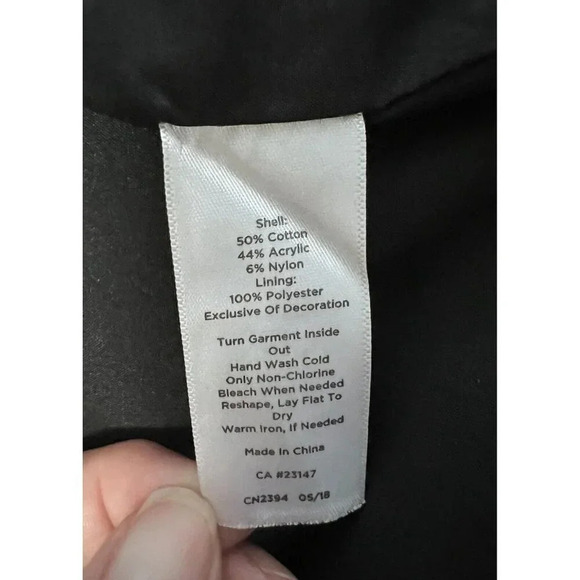 Shell:
50% Cotton
44% Acrylic
6% Nylon
Lining:
100% Polyester
Exclusive Of Decoration
Turn Garment Inside
Out
Hand Wash Cold
Only Non-Chlorine
Bleach When Needed
Reshape, Lay Flat To
Dry
Warm Iron, If Needed
Made In China
CA #23147
CN2394 05/18